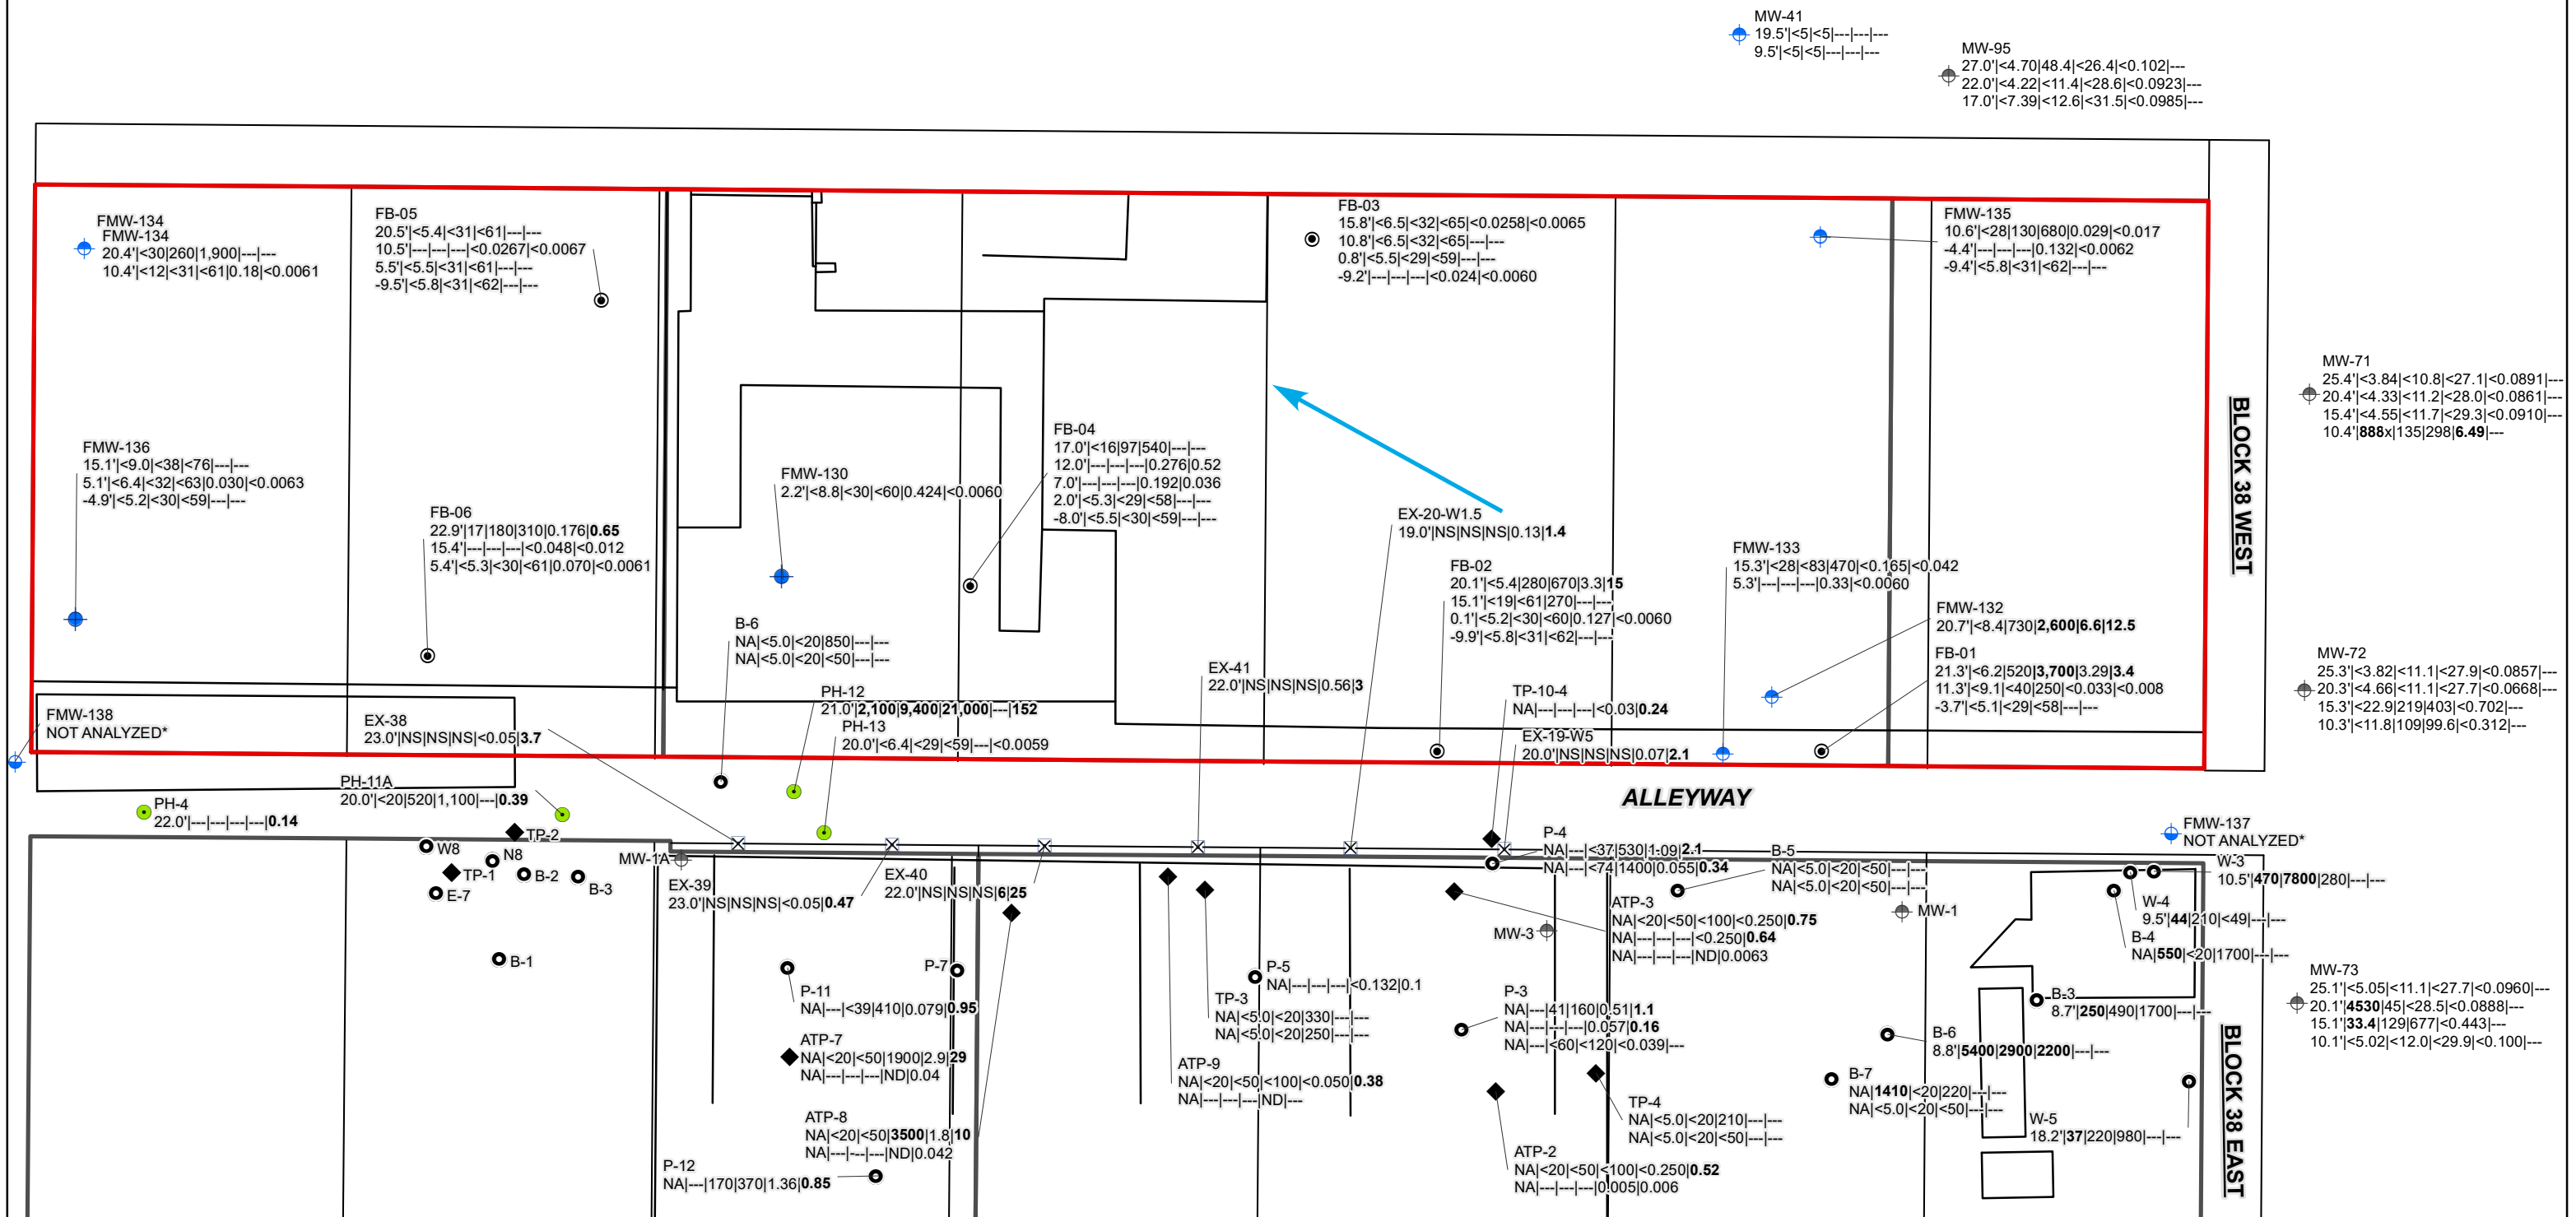 MW-41
19.5'|<5|<5|---|---|---
9.5'|<5|<5|---|---|---
MW-95
27.0'|<4.70|48.4|<26.4|<0.102|---
22.0'|<4.22|<11.4|<28.6|<0.0923|---
17.0'|<7.39|<12.6|<31.5|<0.0985|---
FMW-134
FMW-134
20.4'|<30|260|1,900|---|---
10.4'|<12|<31|<61|0.18|<0.0061
FB-05
20.5'|<5.4|<31|<61|---|---
10.5'|---|---|---|<0.0267|<0.0067
5.5'|<5.5|<31|<61|---|---
-9.5'|<5.8|<31|<62|---|---
FB-03
15.8'|<6.5|<32|<65|<0.0258|<0.0065
10.8'|<6.5|<32|<65|---|---
0.8'|<5.5|<29|<59|---|---
-9.2'|---|---|---|<0.024|<0.0060
FMW-135
10.6'|<28|130|680|0.029|<0.017
-4.4'|---|---|---|0.132|<0.0062
-9.4'|<5.8|<31|<62|---|---
MW-71
25.4'|<3.84|<10.8|<27.1|<0.0891|---
20.4'|<4.33|<11.2|<28.0|<0.0861|---
15.4'|<4.55|<11.7|<29.3|<0.0910|---
10.4'|888x|135|298|6.49|---
BLOCK 38 WEST
FMW-136
15.1'|<9.0|<38|<76|---|---
5.1'|<6.4|<32|<63|0.030|<0.0063
-4.9'|<5.2|<30|<59|---|---
FB-06
22.9'|17|180|310|0.176|0.65
15.4'|---|---|---|<0.048|<0.012
5.4'|<5.3|<30|<61|0.070|<0.0061
FMW-130
2.2'|<8.8|<30|<60|0.424|<0.0060
FB-04
17.0'|<16|97|540|---|---
12.0'|---|---|---|0.276|0.52
7.0'|---|---|---|0.192|0.036
2.0'|<5.3|<29|<58|---|---
-8.0'|<5.5|<30|<59|---|---
EX-20-W1.5
19.0'|NS|NS|NS|0.13|1.4
FB-02
20.1'|<5.4|280|670|3.3|15
15.1'|<19|<61|270|---|---
0.1'|<5.2|<30|<60|0.127|<0.0060
-9.9'|<5.8|<31|<62|---|---
FMW-133
15.3'|<28|<83|470|<0.165|<0.042
5.3'|---|---|---|0.33|<0.0060
FMW-132
20.7'|<8.4|730|2,600|6.6|12.5
FB-01
21.3'|<6.2|520|3,700|3.29|3.4
11.3'|<9.1|<40|250|<0.033|<0.008
-3.7'|<5.1|<29|<58|---|---
MW-72
25.3'|<3.82|<11.1|<27.9|<0.0857|---
20.3'|<4.66|<11.1|<27.7|<0.0668|---
15.3'|<22.9|219|403|<0.702|---
10.3'|<11.8|109|99.6|<0.312|---
B-6
NA|<5.0|<20|850|---|---
NA|<5.0|<20|<50|---|---
EX-41
22.0'|NS|NS|NS|0.56|3
PH-12
21.0'|2,100|9,400|21,000|---|152
PH-13
20.0'|<6.4|<29|<59|---|<0.0059
TP-10-4
NA|---|---|---|<0.03|0.24
EX-19-W5
20.0'|NS|NS|NS|0.07|2.1
FMW-138
NOT ANALYZED*
EX-38
23.0'|NS|NS|NS|<0.05|3.7
PH-11A
20.0'|<20|520|1,100|---|0.39
PH-4
22.0'|---|---|---|---|0.14
ALLEYWAY
FMW-137
NOT ANALYZED*
TP-2
W8
N8
TP-1
B-2
B-3
E-7
B-1
MW-1A
EX-39
23.0'|NS|NS|NS|<0.05|0.47
EX-40
22.0'|NS|NS|NS|6|25
P-4
NA|---|<37|530|1.09|2.1
NA|---|<74|1400|0.055|0.34
B-5
NA|<5.0|<20|<50|---|---
NA|<5.0|<20|<50|---|---
W-3
10.5'|470|7800|280|---|---
W-4
9.5'|44|210|<49|---|---
B-4
NA|550|<20|1700|---|---
ATP-3
NA|<20|<50|<100|<0.250|0.75
NA|---|---|---|<0.250|0.64
NA|---|---|---|ND|0.0063
MW-3
MW-1
P-7
P-11
NA|---|<39|410|0.079|0.95
P-5
NA|---|---|---|<0.132|0.1
TP-3
NA|<5.0|<20|330|---|---
NA|<5.0|<20|250|---|---
P-3
NA|---|41|160|0.51|1.1
NA|---|---|---|0.057|0.16
NA|---|<60|<120|<0.039|---
B-3
8.7'|250|490|1700|---|---
MW-73
25.1'|<5.05|<11.1|<27.7|<0.0960|---
20.1'|4530|45|<28.5|<0.0888|---
15.1'|33.4|129|677|<0.443|---
10.1'|<5.02|<12.0|<29.9|<0.100|---
B-6
8.8'|5400|2900|2200|---|---
ATP-7
NA|<20|<50|1900|2.9|29
NA|---|---|---|ND|0.04
ATP-9
NA|<20|<50|<100|<0.050|0.38
NA|---|---|---|ND|---
B-7
NA|1410|<20|220|---|---
NA|<5.0|<20|<50|---|---
TP-4
NA|<5.0|<20|210|---|---
NA|<5.0|<20|<50|---|---
W-5
18.2'|37|220|980|---|---
BLOCK 38 EAST
ATP-8
NA|<20|<50|3500|1.8|10
NA|---|---|---|ND|0.042
P-12
NA|---|170|370|1.36|0.85
ATP-2
NA|<20|<50|<100|<0.250|0.52
NA|---|---|---|0.005|0.006